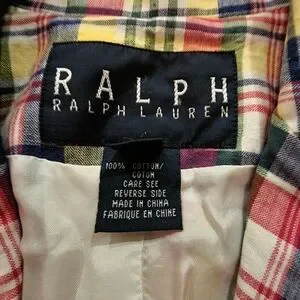 RALPH
RALPH LAUREN
100% COTTON/
COTON
CARE SEE
REVERSE SIDE
MADE IN CHINA
FABRIQUE EN CHINE